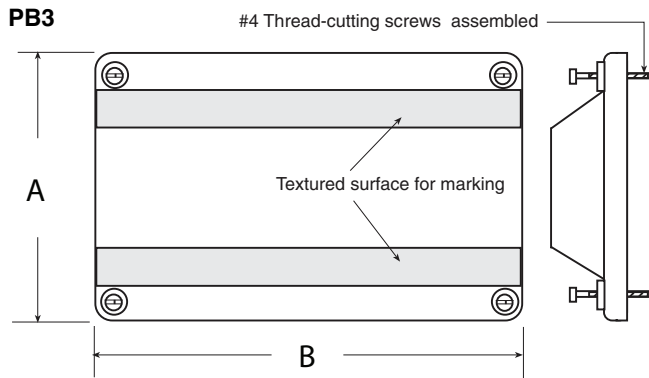 PB3
#4 Thread-cutting screws assembled
A
Textured surface for marking
B